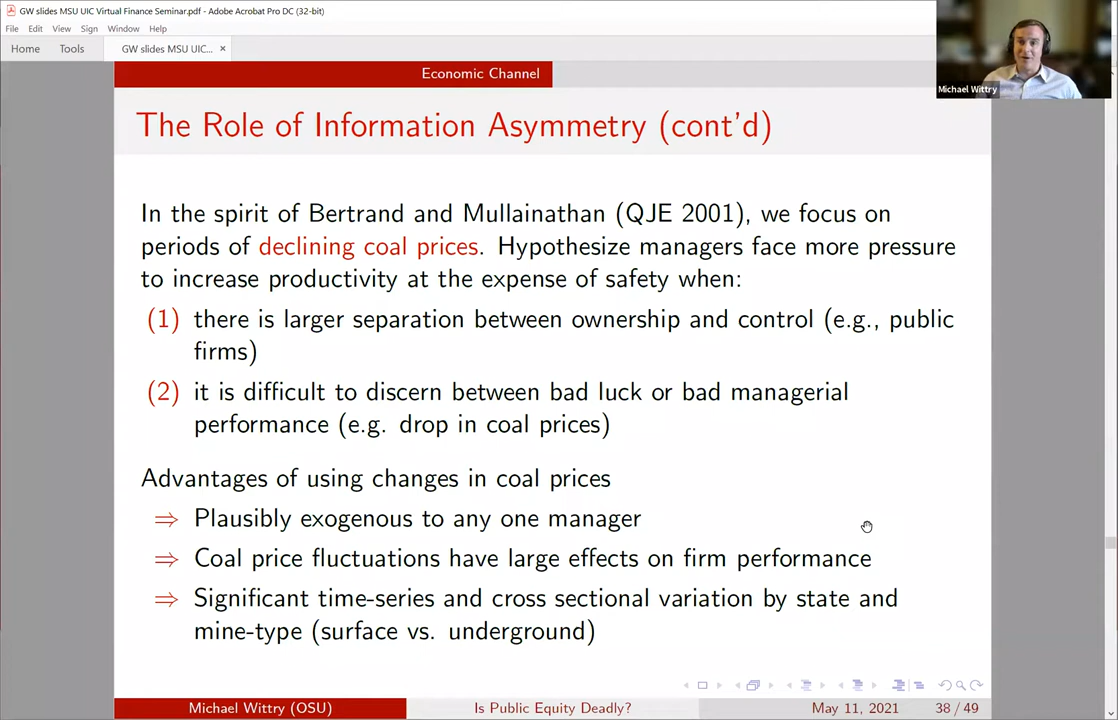 GW slides MSU UIC Virtual Finance Seminar.pdf - Adobe Acrobat Pro DC (32-bit)
File Edit View Sign Window Help
Home Tools GW slides MSU UIC... ×
Michael Wittry
Economic Channel
The Role of Information Asymmetry (cont'd)
In the spirit of Bertrand and Mullainathan (QJE 2001), we focus on
periods of declining coal prices. Hypothesize managers face more pressure
to increase productivity at the expense of safety when:
(1) there is larger separation between ownership and control (e.g., public
firms)
(2) it is difficult to discern between bad luck or bad managerial
performance (e.g. drop in coal prices)
Advantages of using changes in coal prices
⇒ Plausibly exogenous to any one manager
⇒ Coal price fluctuations have large effects on firm performance
⇒ Significant time-series and cross sectional variation by state and
mine-type (surface vs. underground)
Michael Wittry (OSU) Is Public Equity Deadly? May 11, 2021 38 / 49